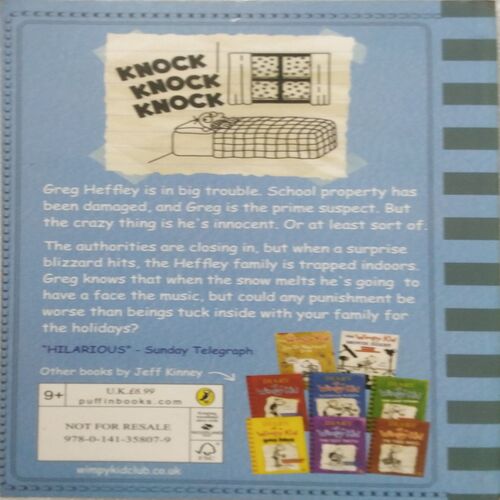 KNOCK
KNOCK
KNOCK
Greg Heffley is in big trouble. School property has
been damaged, and Greg is the prime suspect. But
the crazy thing is he's innocent. Or at least sort of.
The authorities are closing in, but when a surprise
blizzard hits, the Heffley family is trapped indoors.
Greg knows that when the snow melts he's going to
have a face the music, but could any punishment be
worse than beings tuck inside with your family for
the holidays?
"HILARIOUS" - Sunday Telegraph
Other books by Jeff Kinney
9+
U.K.£6.99
puffinbooks.com
NOT FOR RESALE
978-0-141-35807-9
FSC
wimpykidclub.co.uk